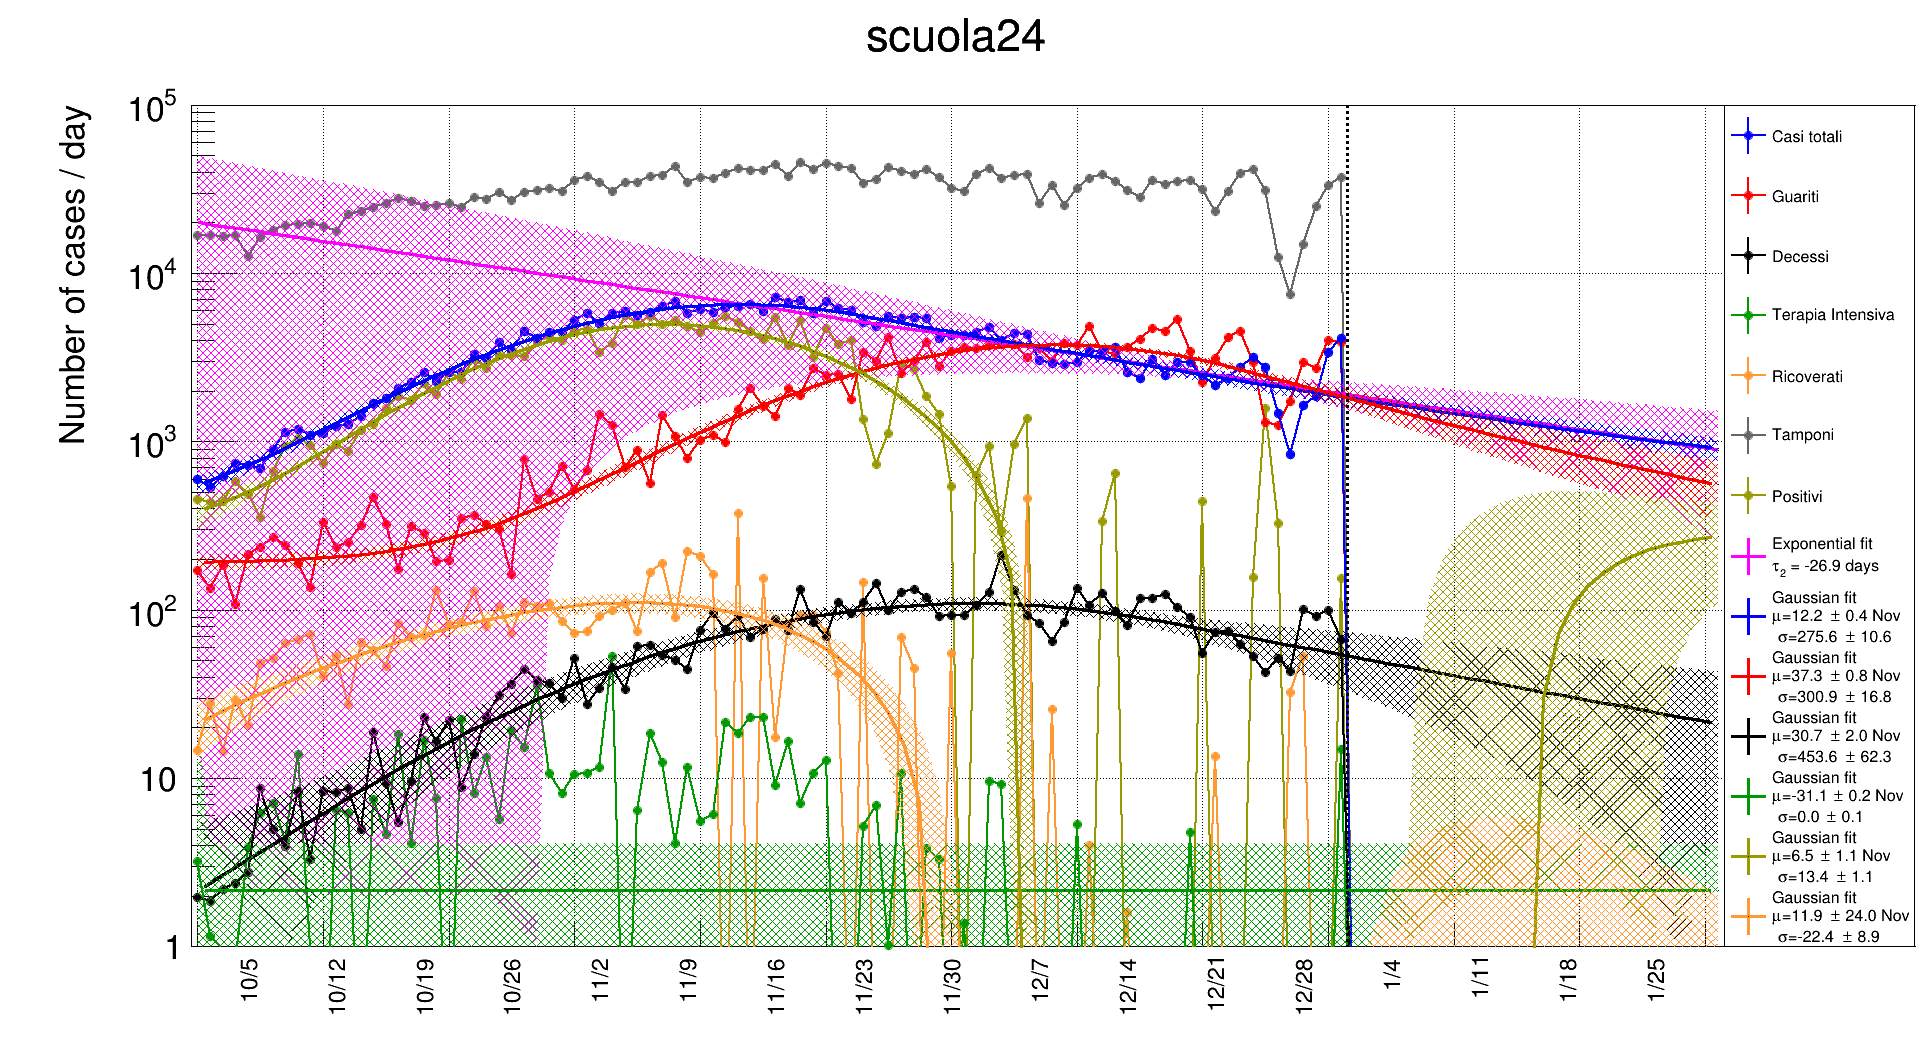 scuola24
Number of cases / day
10^5
10^4
10^3
10^2
10
1
10/5
10/12
10/19
10/26
11/2
11/9
11/16
11/23
11/30
12/7
12/14
12/21
12/28
1/4
1/11
1/18
1/25
Casi totali
Guariti
Decessi
Terapia Intensiva
Ricoverati
Tamponi
Positivi
Exponential fit
τ₂ = -26.9 days
Gaussian fit
μ=12.2 ± 0.4 Nov
σ=275.6 ± 10.6
Gaussian fit
μ=37.3 ± 0.8 Nov
σ=300.9 ± 16.8
Gaussian fit
μ=30.7 ± 2.0 Nov
σ=453.6 ± 62.3
Gaussian fit
μ=-31.1 ± 0.2 Nov
σ=0.0 ± 0.1
Gaussian fit
μ=6.5 ± 1.1 Nov
σ=13.4 ± 1.1
Gaussian fit
μ=11.9 ± 24.0 Nov
σ=-22.4 ± 8.9